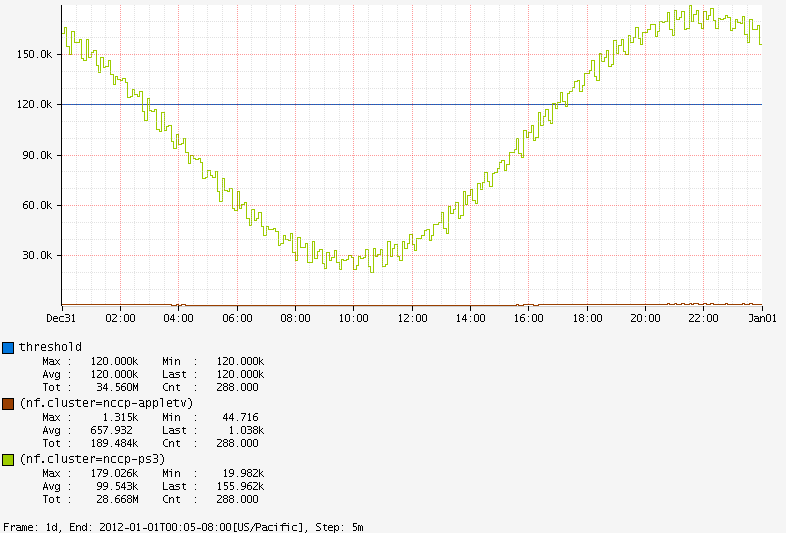 150.0k
120.0k
90.0k
60.0k
30.0k
Dec31 02:00 04:00 06:00 08:00 10:00 12:00 14:00 16:00 18:00 20:00 22:00 Jan01
threshold
Max : 120.000k Min : 120.000k
Avg : 120.000k Last : 120.000k
Tot : 34.560M Cnt : 288.000
(nf.cluster=nccp-appletv)
Max : 1.315k Min : 44.716
Avg : 657.932 Last : 1.038k
Tot : 189.484k Cnt : 288.000
(nf.cluster=nccp-ps3)
Max : 179.026k Min : 19.982k
Avg : 99.543k Last : 155.962k
Tot : 28.668M Cnt : 288.000
Frame: 1d, End: 2012-01-01T00:05-08:00[US/Pacific], Step: 5m